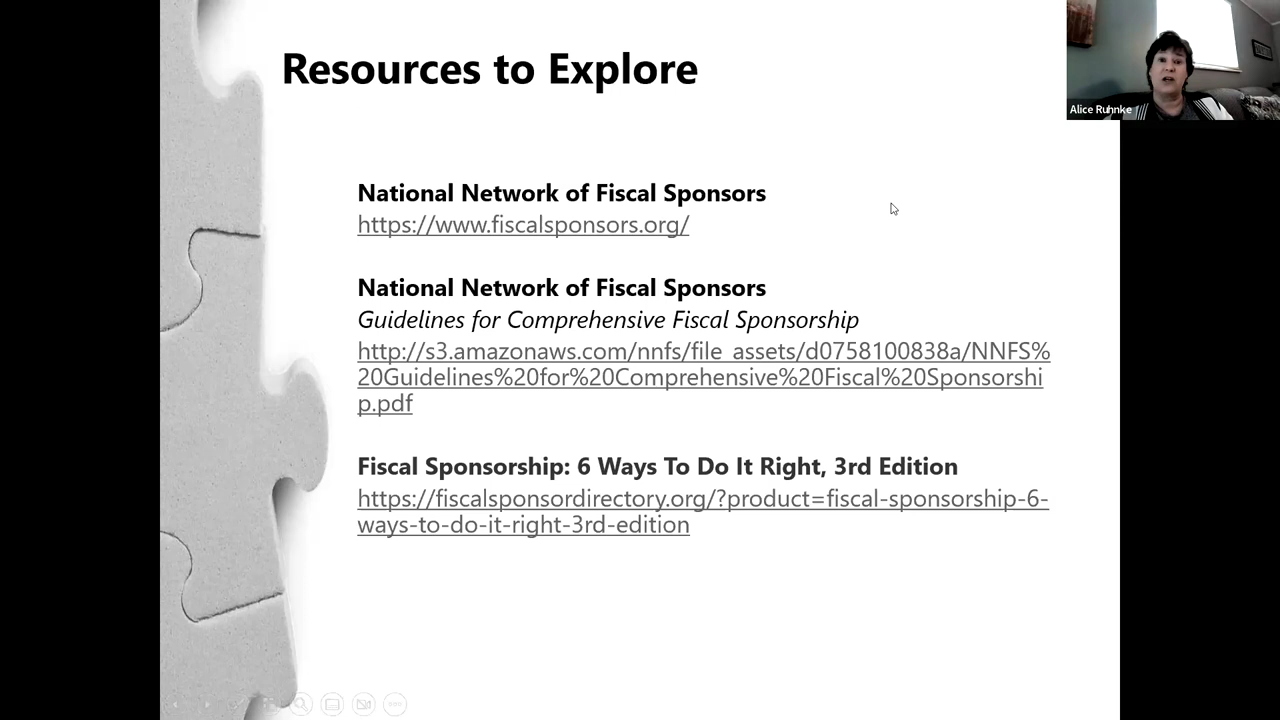 Resources to Explore
Alice Ruhnke
National Network of Fiscal Sponsors
https://www.fiscalsponsors.org/
National Network of Fiscal Sponsors
Guidelines for Comprehensive Fiscal Sponsorship
http://s3.amazonaws.com/nnfs/file_assets/d0758100838a/NNFS%
20Guidelines%20for%20Comprehensive%20Fiscal%20Sponsorshi
p.pdf
Fiscal Sponsorship: 6 Ways To Do It Right, 3rd Edition
https://fiscalsponsordirectory.org/?product=fiscal-sponsorship-6-
ways-to-do-it-right-3rd-edition